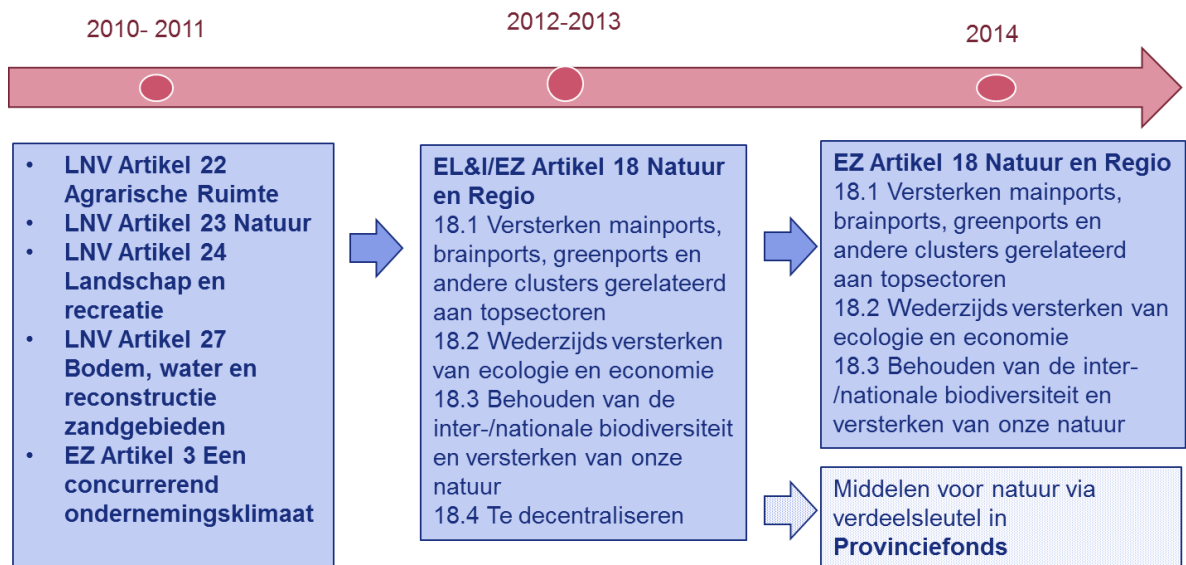 2010- 2011
2012-2013
2014
• LNV Artikel 22
Agrarische Ruimte
• LNV Artikel 23 Natuur
• LNV Artikel 24
Landschap en
recreatie
• LNV Artikel 27
Bodem, water en
reconstructie
zandgebieden
• EZ Artikel 3 Een
concurrerend
ondernemingsklimaat
EL&I/EZ Artikel 18 Natuur
en Regio
18.1 Versterken mainports,
brainports, greenports en
andere clusters gerelateerd
aan topsectoren
18.2 Wederzijds versterken
van ecologie en economie
18.3 Behouden van de
inter-/nationale biodiversiteit
en versterken van onze
natuur
18.4 Te decentraliseren
EZ Artikel 18 Natuur en Regio
18.1 Versterken mainports,
brainports, greenports en
andere clusters gerelateerd
aan topsectoren
18.2 Wederzijds versterken van
ecologie en economie
18.3 Behouden van de inter-
/nationale biodiversiteit en
versterken van onze natuur
Middelen voor natuur via
verdeelsleutel in
Provinciefonds